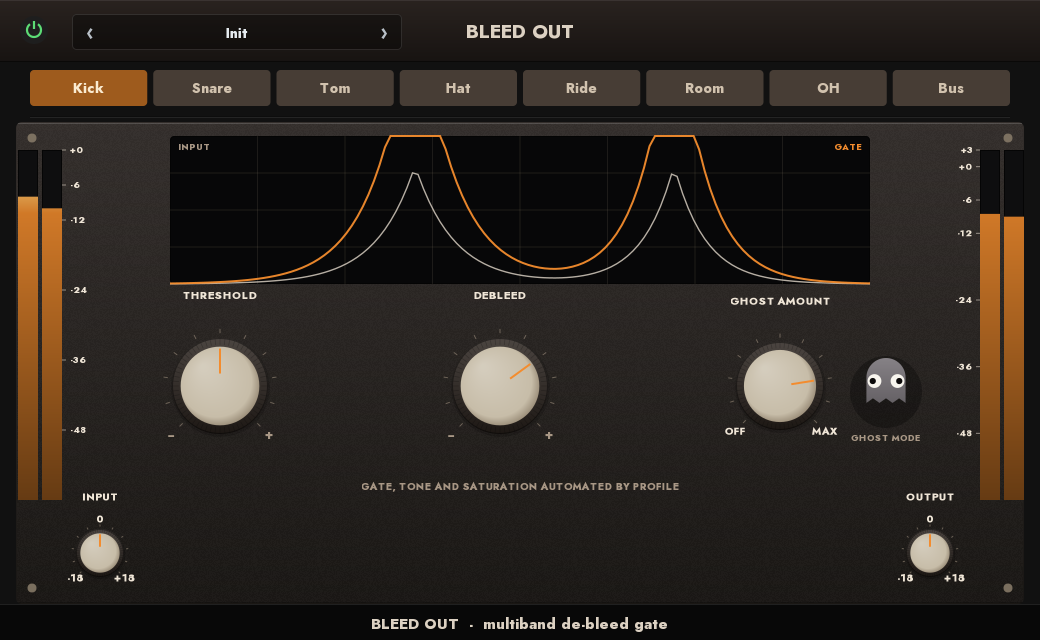 Init
BLEED OUT
Kick
Snare
Tom
Hat
Ride
Room
OH
Bus
INPUT
GATE
+0
-6
-12
-24
-36
-48
+3
+0
-6
-12
-24
-36
-48
THRESHOLD
DEBLEED
GHOST AMOUNT
- +
- +
OFF MAX
GHOST MODE
GATE, TONE AND SATURATION AUTOMATED BY PROFILE
INPUT
0
-18 +18
OUTPUT
0
-18 +18
BLEED OUT - multiband de-bleed gate